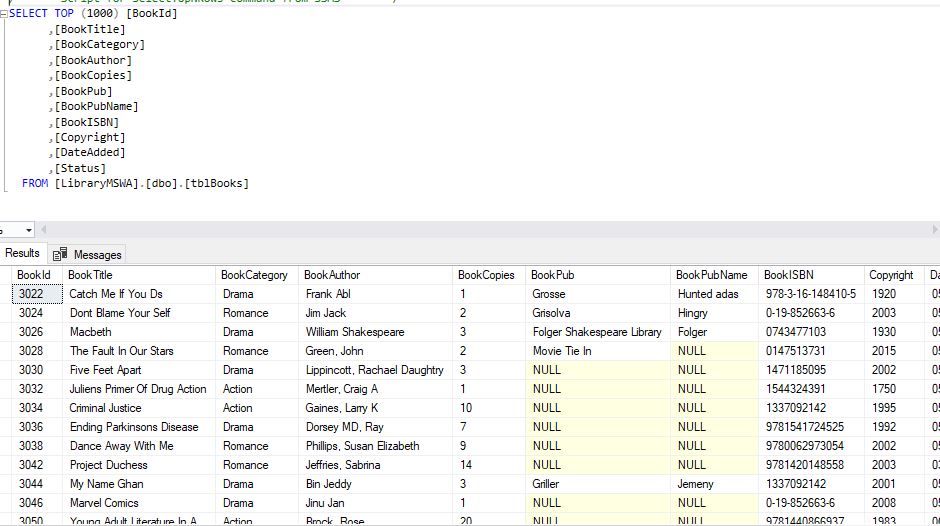 Script for SelectTopNRows command from SSMS
SELECT TOP (1000) [BookId]
,[BookTitle]
,[BookCategory]
,[BookAuthor]
,[BookCopies]
,[BookPub]
,[BookPubName]
,[BookISBN]
,[Copyright]
,[DateAdded]
,[Status]
FROM [LibraryMSWA].[dbo].[tblBooks]
Results Messages
BookId BookTitle BookCategory BookAuthor BookCopies BookPub BookPubName BookISBN Copyright
3022 Catch Me If You Ds Drama Frank Abl 1 Grosse Hunted adas 978-3-16-148410-5 1920
3024 Dont Blame Your Self Romance Jim Jack 2 Grisolva Hingry 0-19-852663-6 2003
3026 Macbeth Drama William Shakespeare 3 Folger Shakespeare Library Folger 0743477103 1930
3028 The Fault In Our Stars Romance Green, John 2 Movie Tie In NULL 0147513731 2015
3030 Five Feet Apart Drama Lippincott, Rachael Daughtry 3 NULL NULL 1471185095 2002
3032 Juliens Primer Of Drug Action Action Mertler, Craig A 1 NULL NULL 1544324391 1750
3034 Criminal Justice Action Gaines, Larry K 10 NULL NULL 1337092142 1995
3036 Ending Parkinsons Disease Drama Dorsey MD, Ray 7 NULL NULL 9781541724525 1992
3038 Dance Away With Me Romance Phillips, Susan Elizabeth 9 NULL NULL 9780062973054 2002
3042 Project Duchess Romance Jeffries, Sabrina 14 NULL NULL 9781420148558 2003
3044 My Name Ghan Drama Bin Jeddy 3 Griller Jemeny 1337092142 2001
3046 Marvel Comics Drama Jinu Jan 1 NULL NULL 0-19-852663-6 2008
3050 Young Adult Literature In A Action Brock, Rose 20 NULL NULL 9781440866937 1983